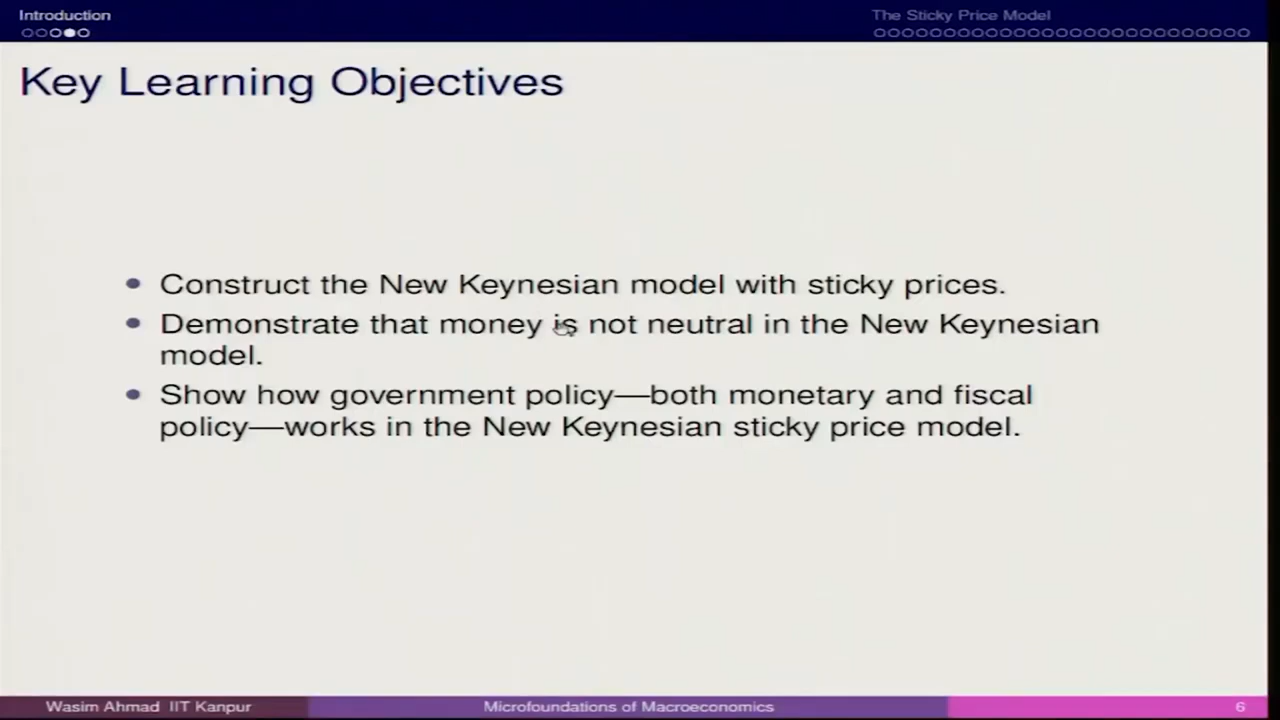 Introduction
The Sticky Price Model
Key Learning Objectives
Construct the New Keynesian model with sticky prices.
Demonstrate that money is not neutral in the New Keynesian
model.
Show how government policy—both monetary and fiscal
policy—works in the New Keynesian sticky price model.
Wasim Ahmad IIT Kanpur
Microfoundations of Macroeconomics
6